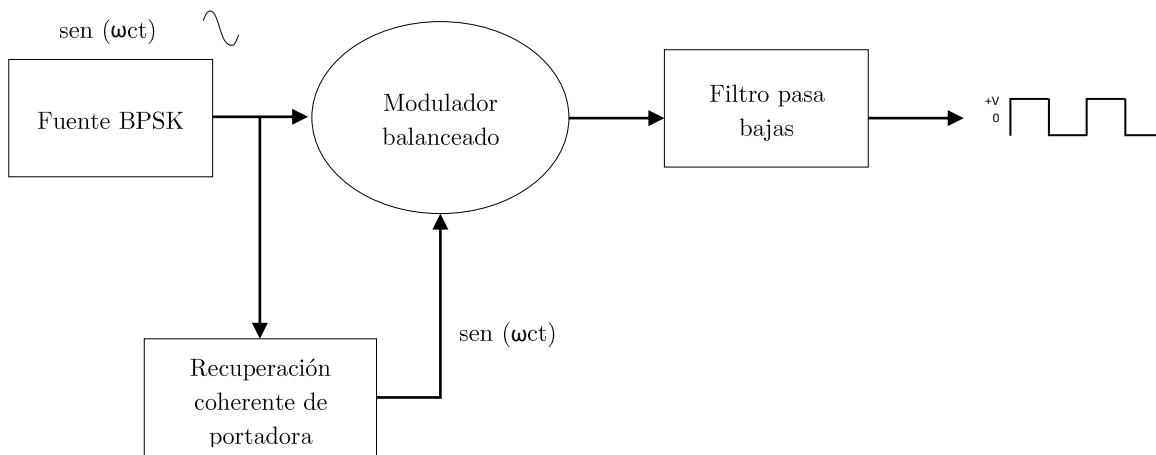 sen (ωct)
Fuente BPSK
Modulador
balanceado
Filtro pasa
bajas
+V
0
sen (ωct)
Recuperación
coherente de
portadora